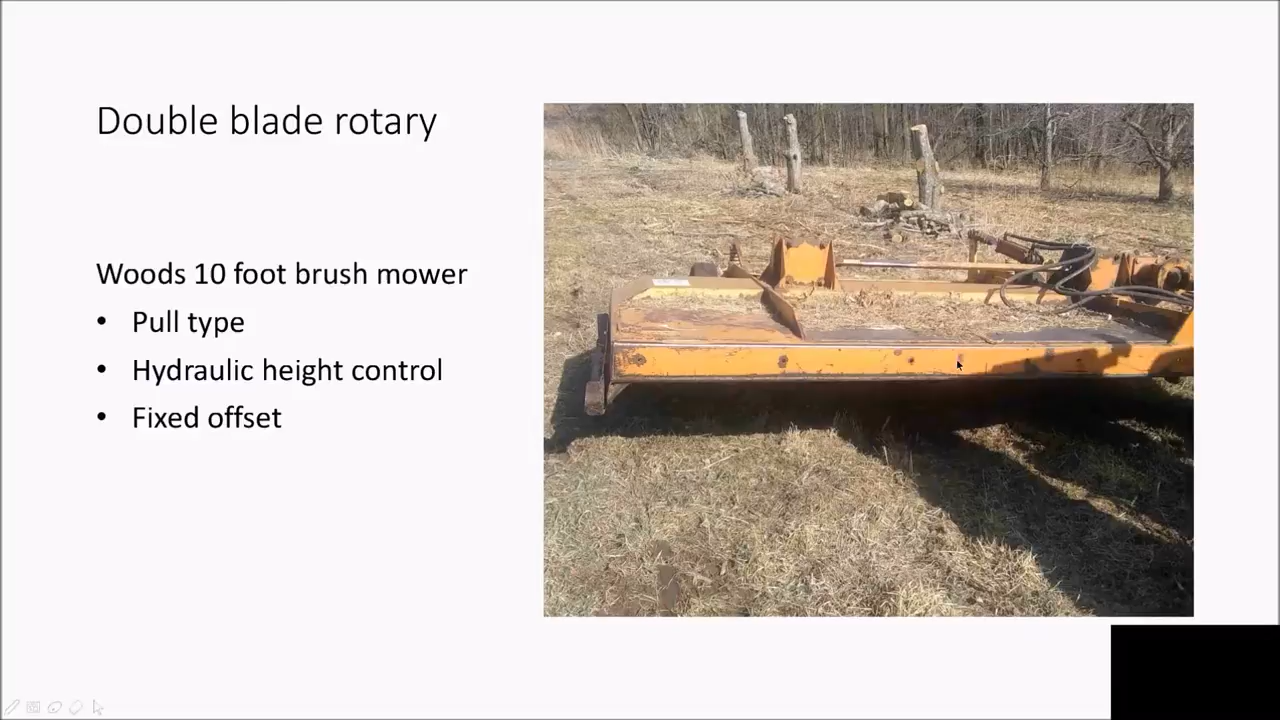 Double blade rotary
Woods 10 foot brush mower
• Pull type
• Hydraulic height control
• Fixed offset